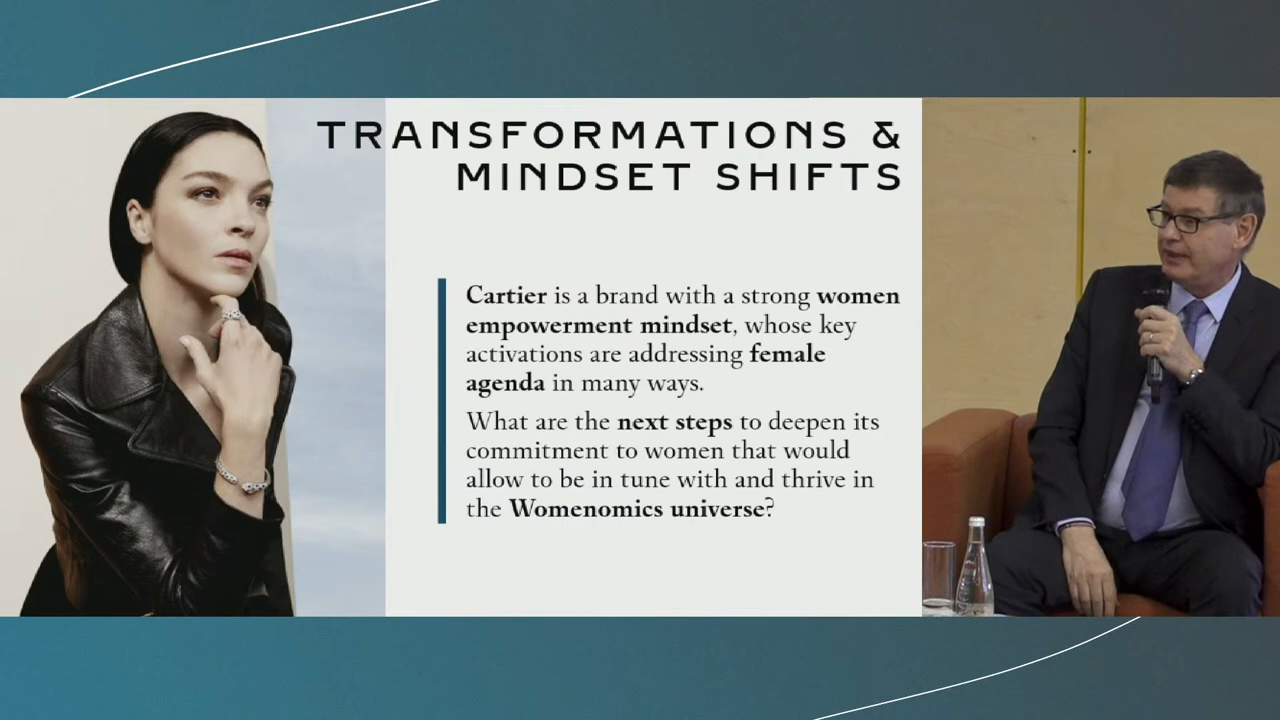 TRANSFORMATIONS &
MINDSET SHIFTS
Cartier is a brand with a strong women
empowerment mindset, whose key
activations are addressing female
agenda in many ways.
What are the next steps to deepen its
commitment to women that would
allow to be in tune with and thrive in
the Womenomics universe?